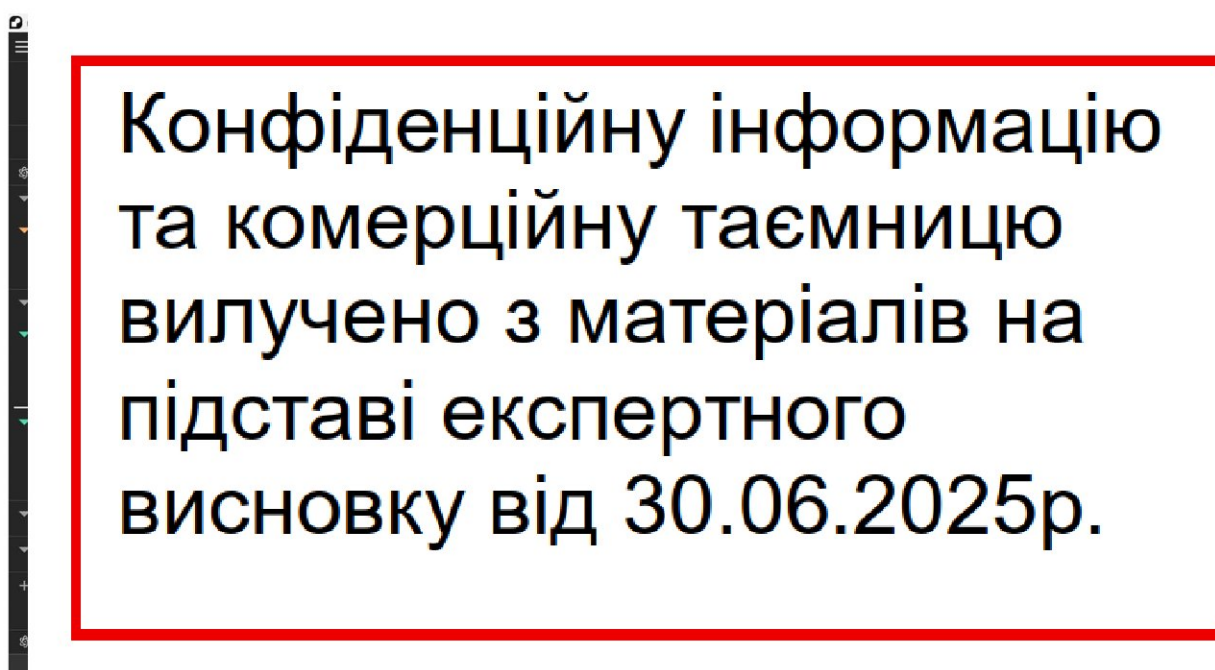 Конфіденційну інформацію
та комерційну таємницю
вилучено з матеріалів на
підставі експертного
висновку від 30.06.2025р.